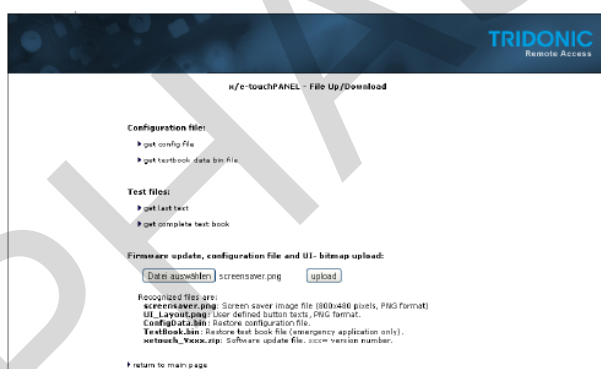 TRIDONIC
Remote Access
x/e-touchPANEL - File Up/Download
Configuration file:
get config file
get testbook data bin file
Test files:
get last text
get complete test book
Firmware update, configuration file and UI- bitmap upload:
Datei auswählen screensaver.png upload
Recognized files are:
screensaver.png: Screen saver image file (800x480 pixels, PNG format)
UI_Layout.png: User defined button texts, PNG format.
ConfigData.bin: Restore configuration file.
TestBook.bin: Restore test book file (emergency application only).
xetouch_Vxxx.zip: Software update file. xxx= version number.
return to main page